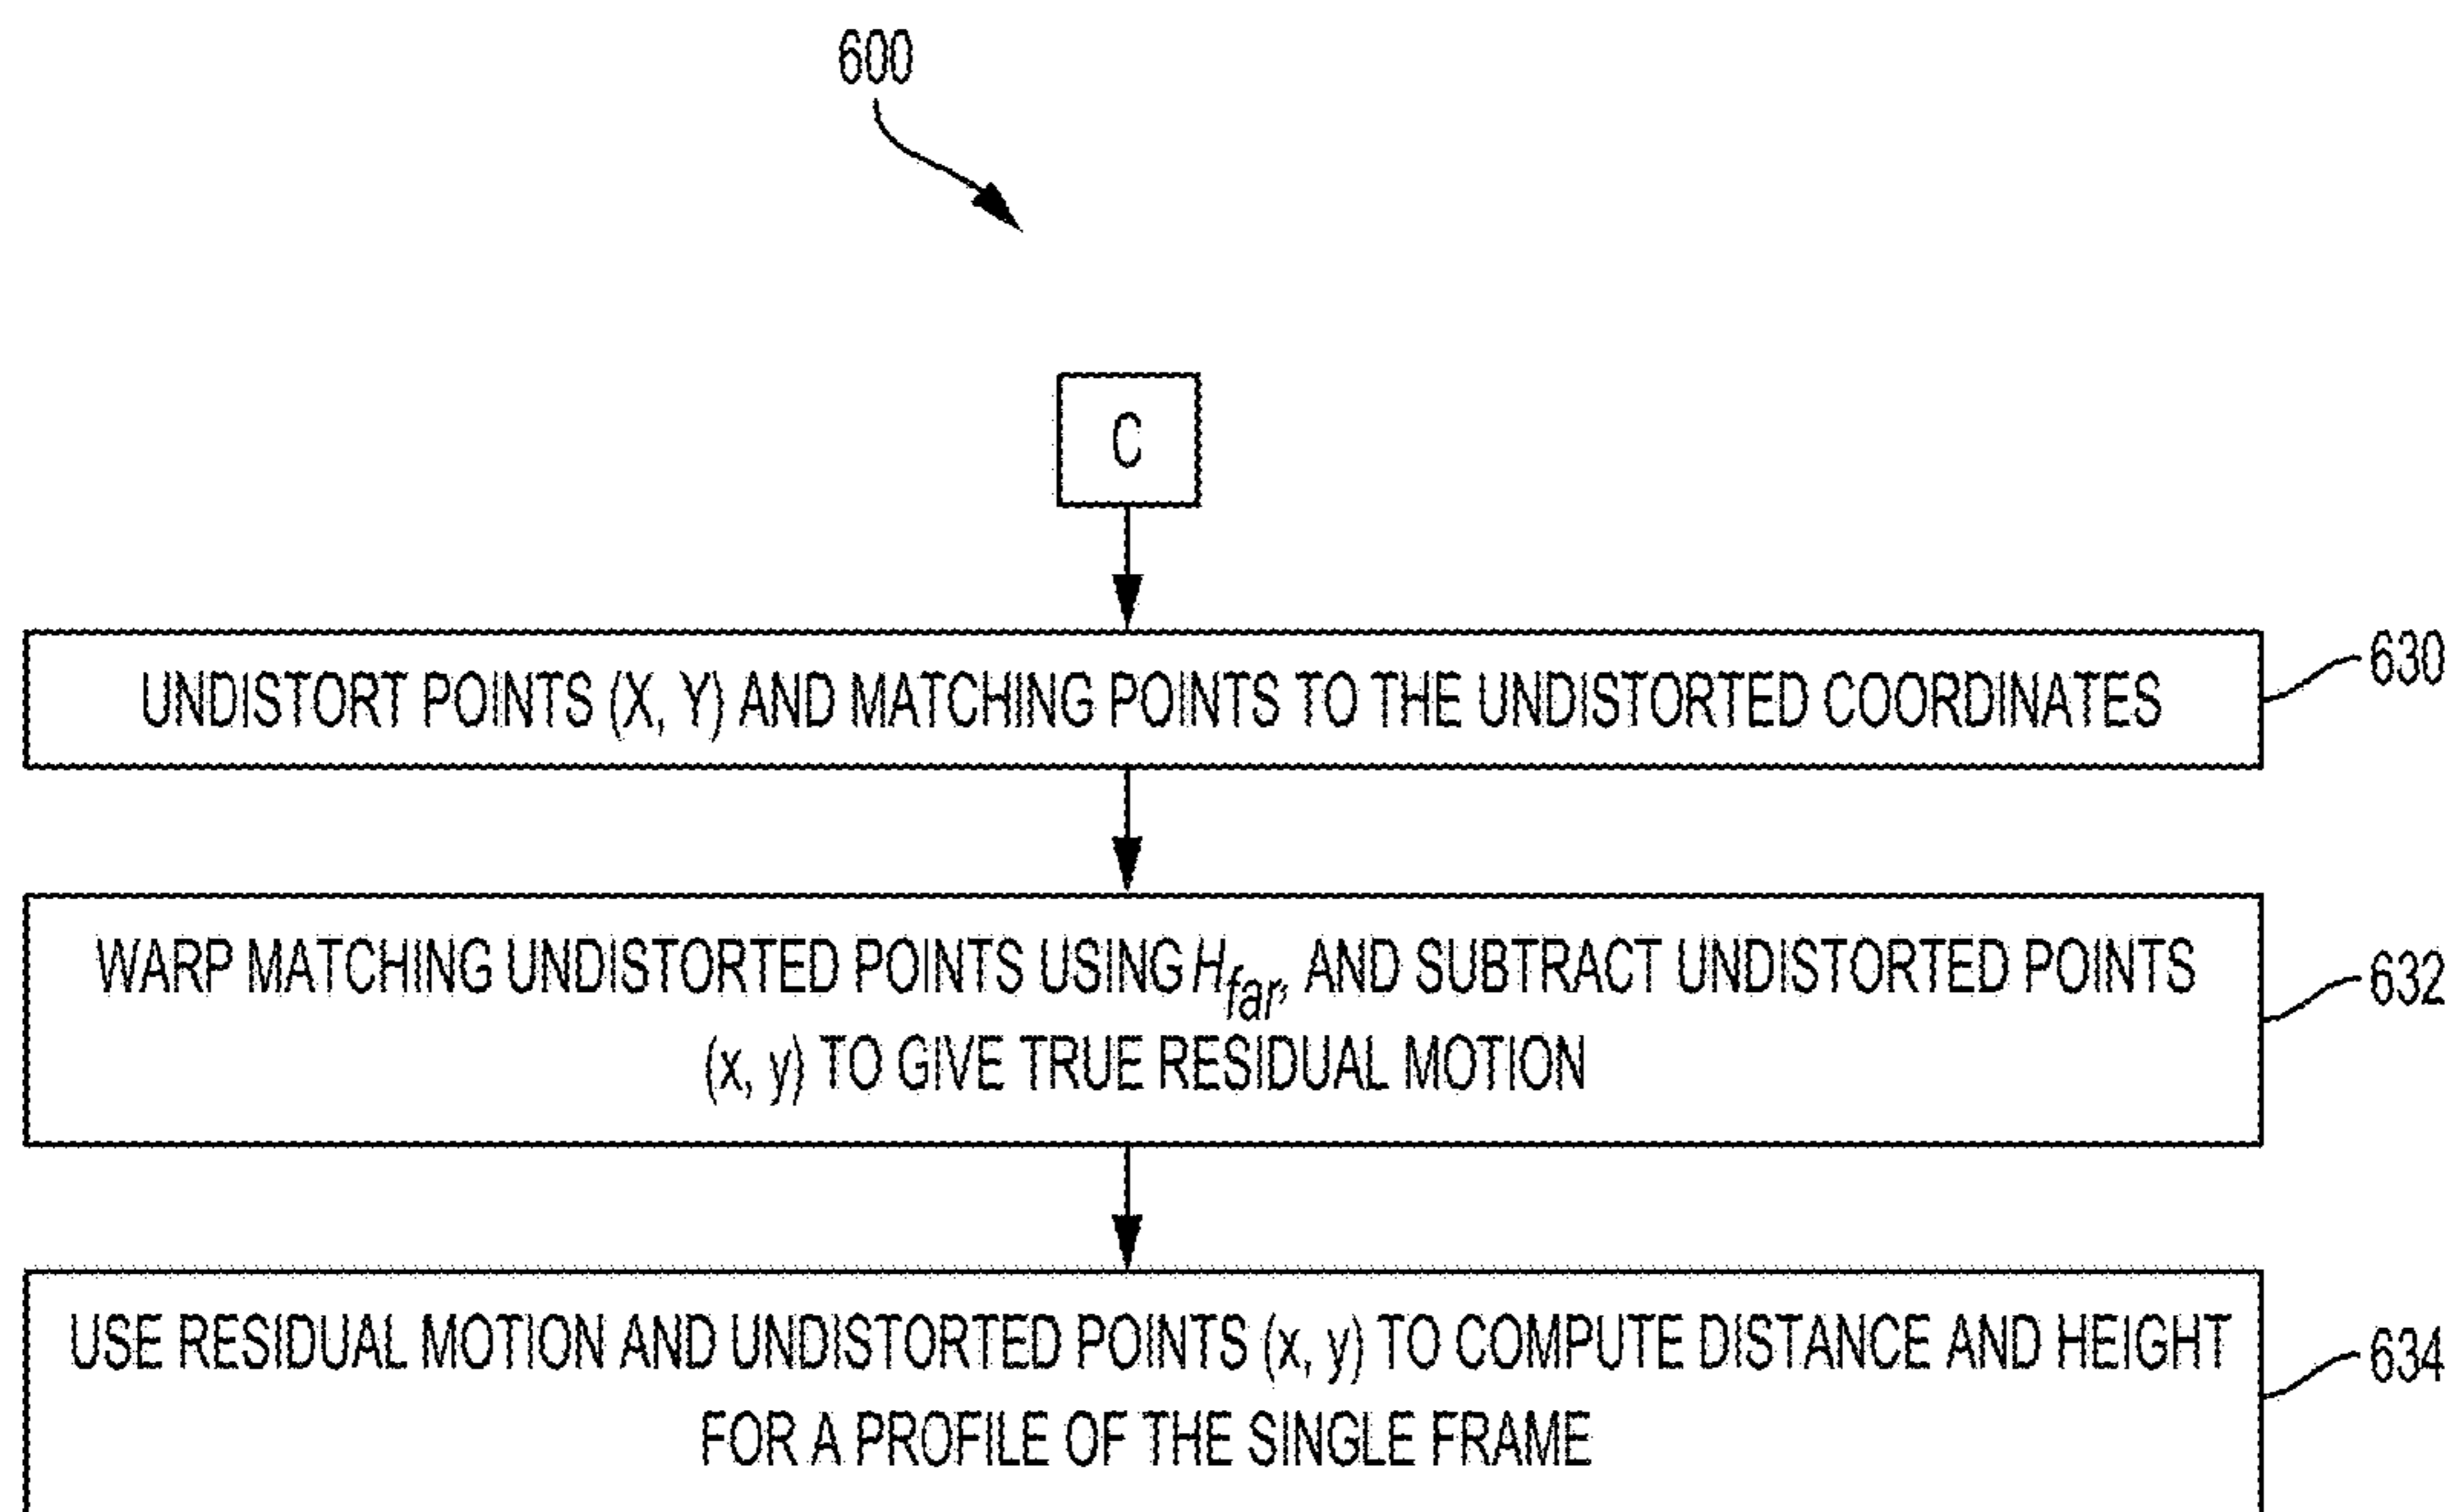 600
C
UNDISTORT POINTS (X, Y) AND MATCHING POINTS TO THE UNDISTORTED COORDINATES
630
WARP MATCHING UNDISTORTED POINTS USING Hfar, AND SUBTRACT UNDISTORTED POINTS
(x, y) TO GIVE TRUE RESIDUAL MOTION
632
USE RESIDUAL MOTION AND UNDISTORTED POINTS (x, y) TO COMPUTE DISTANCE AND HEIGHT
FOR A PROFILE OF THE SINGLE FRAME
634